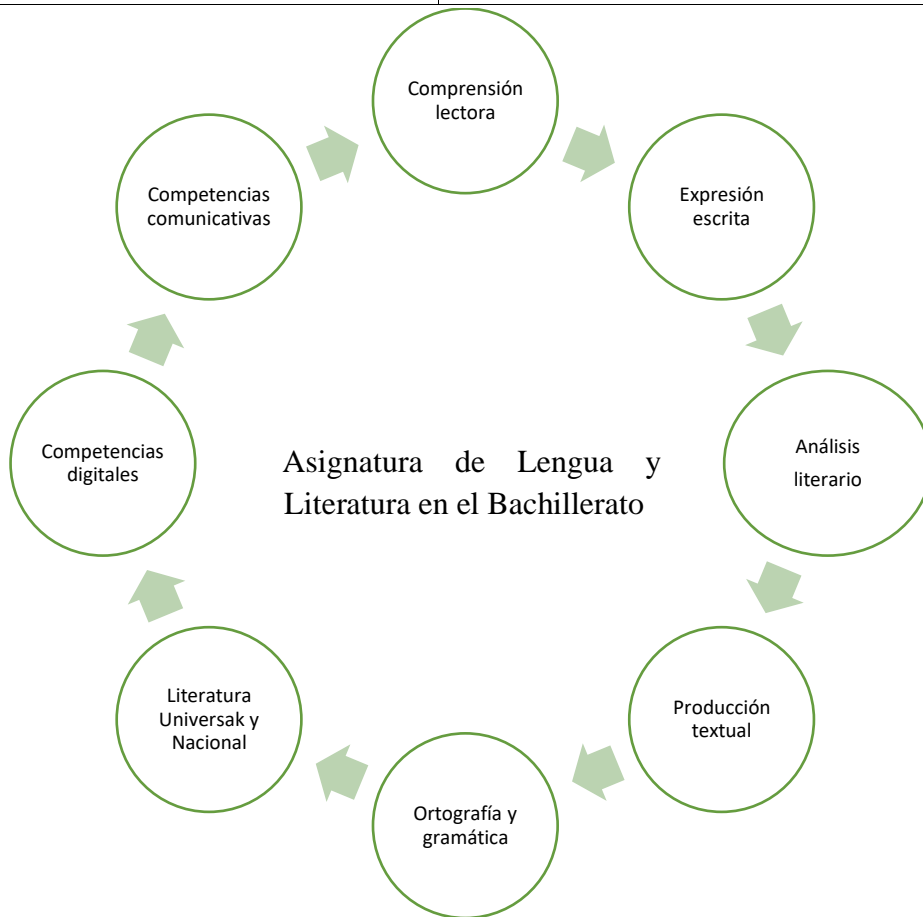 Comprensión
lectora
Expresión
escrita
Análisis
literario
Producción
textual
Ortografía y
gramática
Literatura
Universak y
Nacional
Competencias
digitales
Competencias
comunicativas
Asignatura de Lengua y
Literatura en el Bachillerato